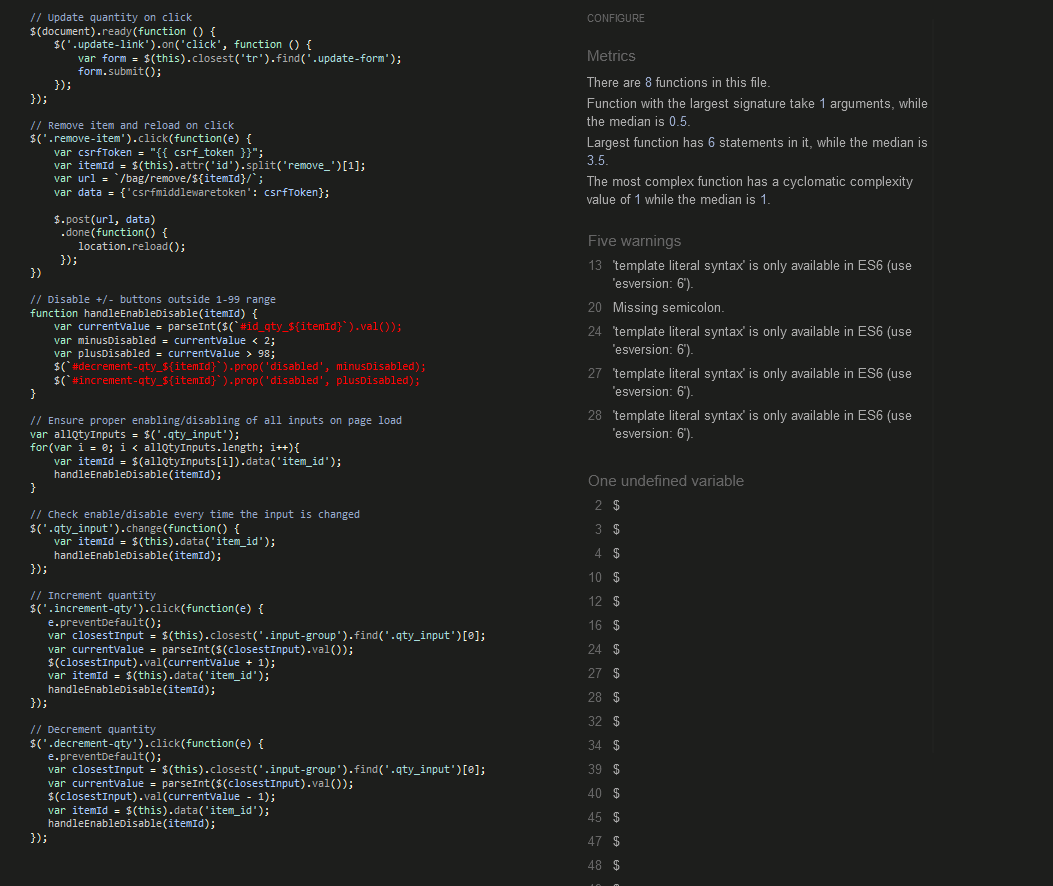 // Update quantity on click
$(document).ready(function () {
$('.update-link').on('click', function () {
var form = $(this).closest('tr').find('.update-form');
form.submit();
});
});
// Remove item and reload on click
$('.remove-item').click(function(e) {
var csrfToken = "{{ csrf_token }}";
var itemId = $(this).attr('id').split('remove_')[1];
var url = `/bag/remove/${itemId}/`;
var data = {'csrfmiddlewaretoken': csrfToken};
$.post(url, data)
.done(function() {
location.reload();
});
})
// Disable +/- buttons outside 1-99 range
function handleEnableDisable(itemId) {
var currentValue = parseInt($(`#id_qty_${itemId}`).val());
var minusDisabled = currentValue < 2;
var plusDisabled = currentValue > 98;
$(`#decrement-qty_${itemId}`).prop('disabled', minusDisabled);
$(`#increment-qty_${itemId}`).prop('disabled', plusDisabled);
}
// Ensure proper enabling/disabling of all inputs on page load
var allQtyInputs = $('.qty_input');
for(var i = 0; i < allQtyInputs.length; i++){
var itemId = $(allQtyInputs[i]).data('item_id');
handleEnableDisable(itemId);
}
// Check enable/disable every time the input is changed
$('.qty_input').change(function() {
var itemId = $(this).data('item_id');
handleEnableDisable(itemId);
});
// Increment quantity
$('.increment-qty').click(function(e) {
e.preventDefault();
var closestInput = $(this).closest('.input-group').find('.qty_input')[0];
var currentValue = parseInt($(closestInput).val());
$(closestInput).val(currentValue + 1);
var itemId = $(this).data('item_id');
handleEnableDisable(itemId);
});
// Decrement quantity
$('.decrement-qty').click(function(e) {
e.preventDefault();
var closestInput = $(this).closest('.input-group').find('.qty_input')[0];
var currentValue = parseInt($(closestInput).val());
$(closestInput).val(currentValue - 1);
var itemId = $(this).data('item_id');
handleEnableDisable(itemId);
});
CONFIGURE
Metrics
There are 8 functions in this file.
Function with the largest signature take 1 arguments, while
the median is 0.5.
Largest function has 6 statements in it, while the median is
3.5.
The most complex function has a cyclomatic complexity
value of 1 while the median is 1.
Five warnings
13 'template literal syntax' is only available in ES6 (use
'esversion: 6').
20 Missing semicolon.
24 'template literal syntax' is only available in ES6 (use
'esversion: 6').
27 'template literal syntax' is only available in ES6 (use
'esversion: 6').
28 'template literal syntax' is only available in ES6 (use
'esversion: 6').
One undefined variable
2 $
3 $
4 $
10 $
12 $
16 $
24 $
27 $
28 $
32 $
34 $
39 $
40 $
45 $
47 $
48 $